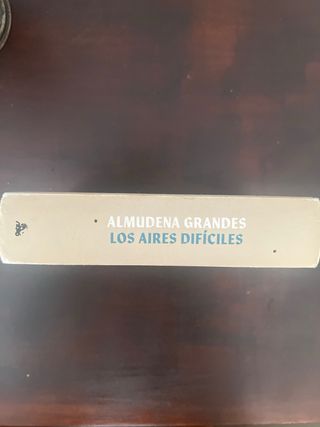 ALMUDENA GRANDES
LOS AIRES DIFÍCILES